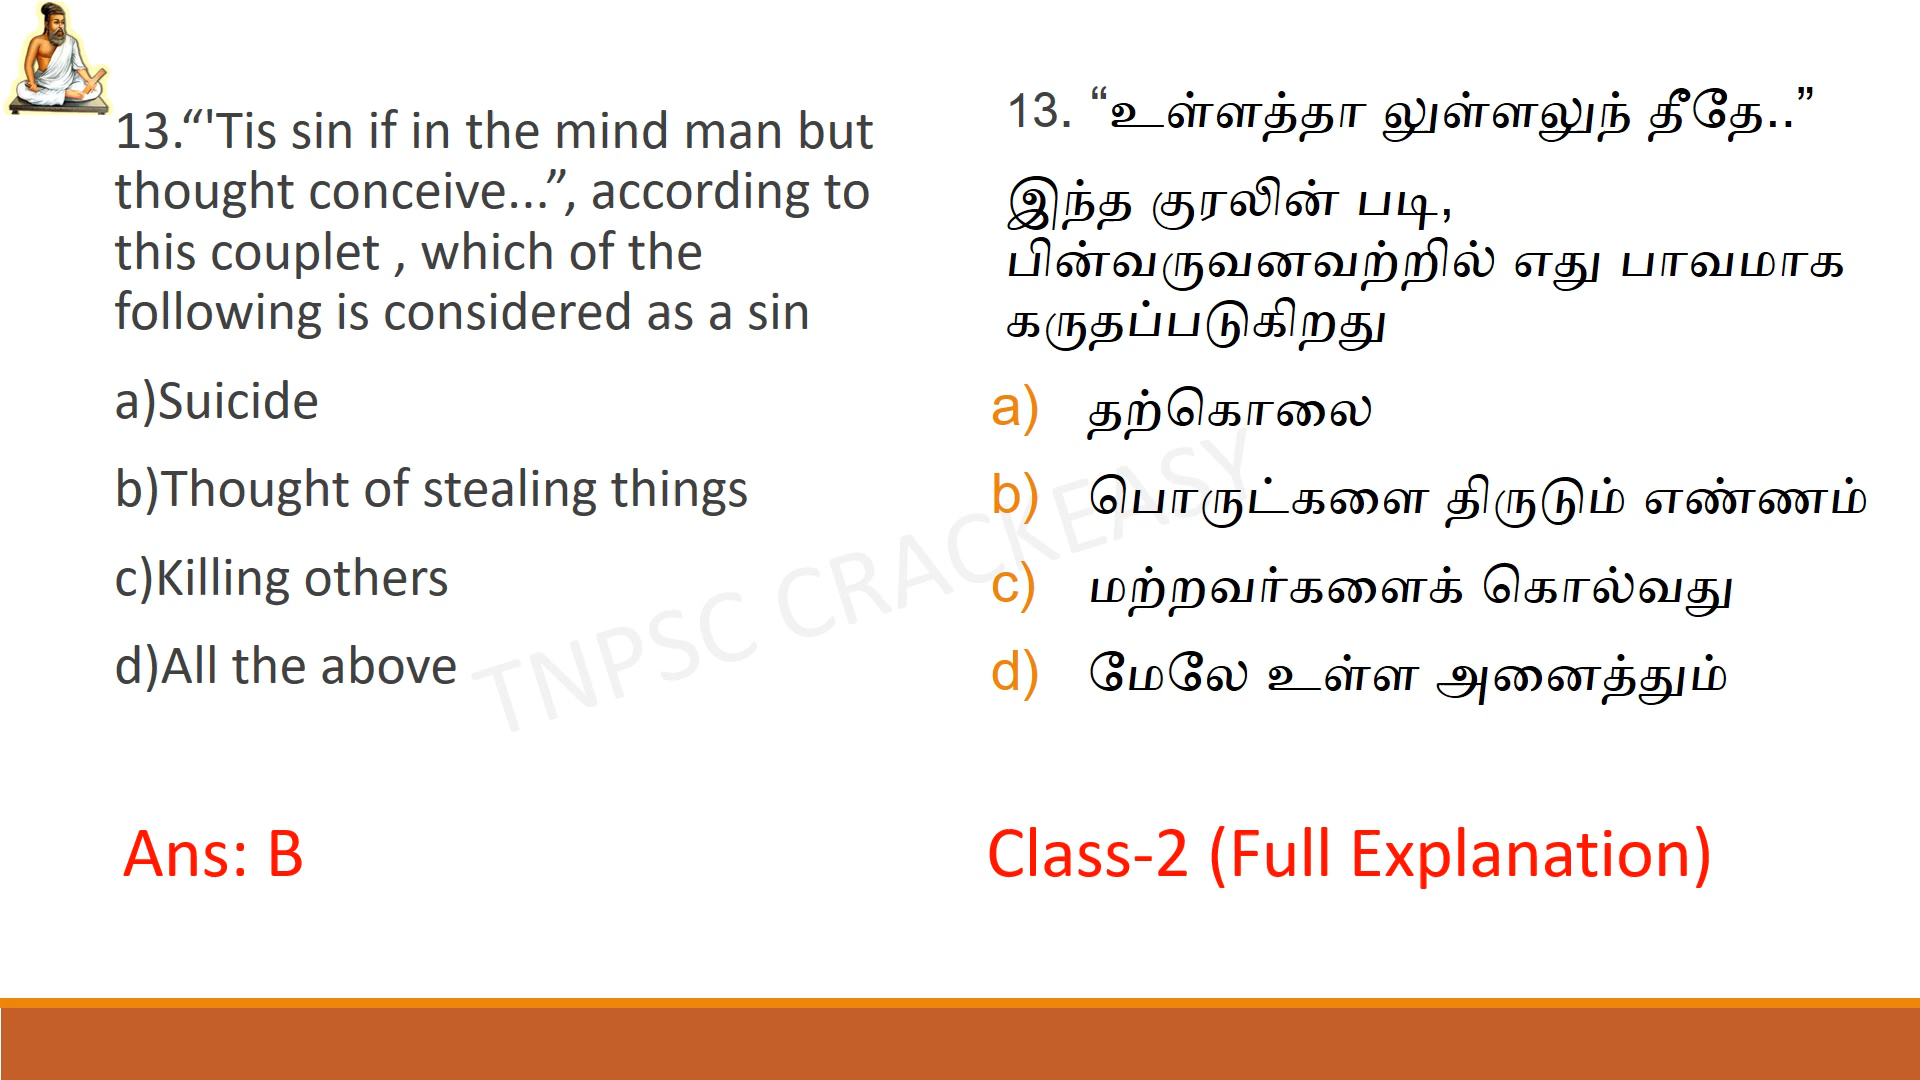 13.“'Tis sin if in the mind man but
thought conceive...”, according to
this couplet , which of the
following is considered as a sin
a)Suicide
b)Thought of stealing things
c)Killing others
d)All the above
Ans: B
13. “உள்ளத்தா லுள்ளலுந் தீதே..”
இந்த குரலின் படி,
பின்வருவனவற்றில் எது பாவமாக
கருதப்படுகிறது
a) தற்கொலை
b) பொருட்களை திருடும் எண்ணம்
c) மற்றவர்களைக் கொல்வது
d) மேலே உள்ள அனைத்தும்
Class-2 (Full Explanation)
TNPSC CRACKEASY